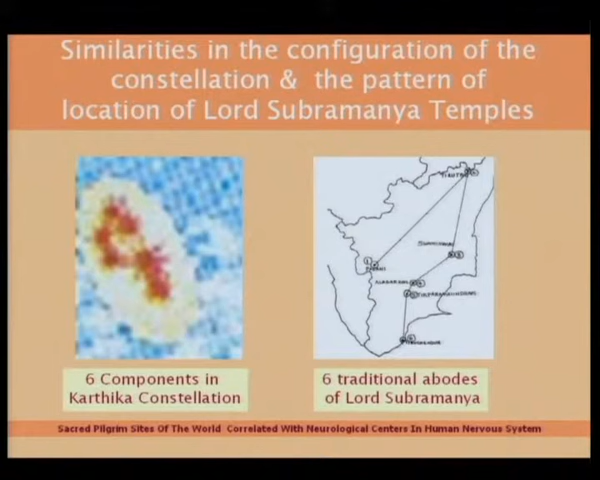 Similarities in the configuration of the
constellation & the pattern of
location of Lord Subramanya Temples
6 Components in
Karthika Constellation
6 traditional abodes
of Lord Subramanya
Sacred Pilgrim Sites Of The World Correlated With Neurological Centers In Human Nervous System